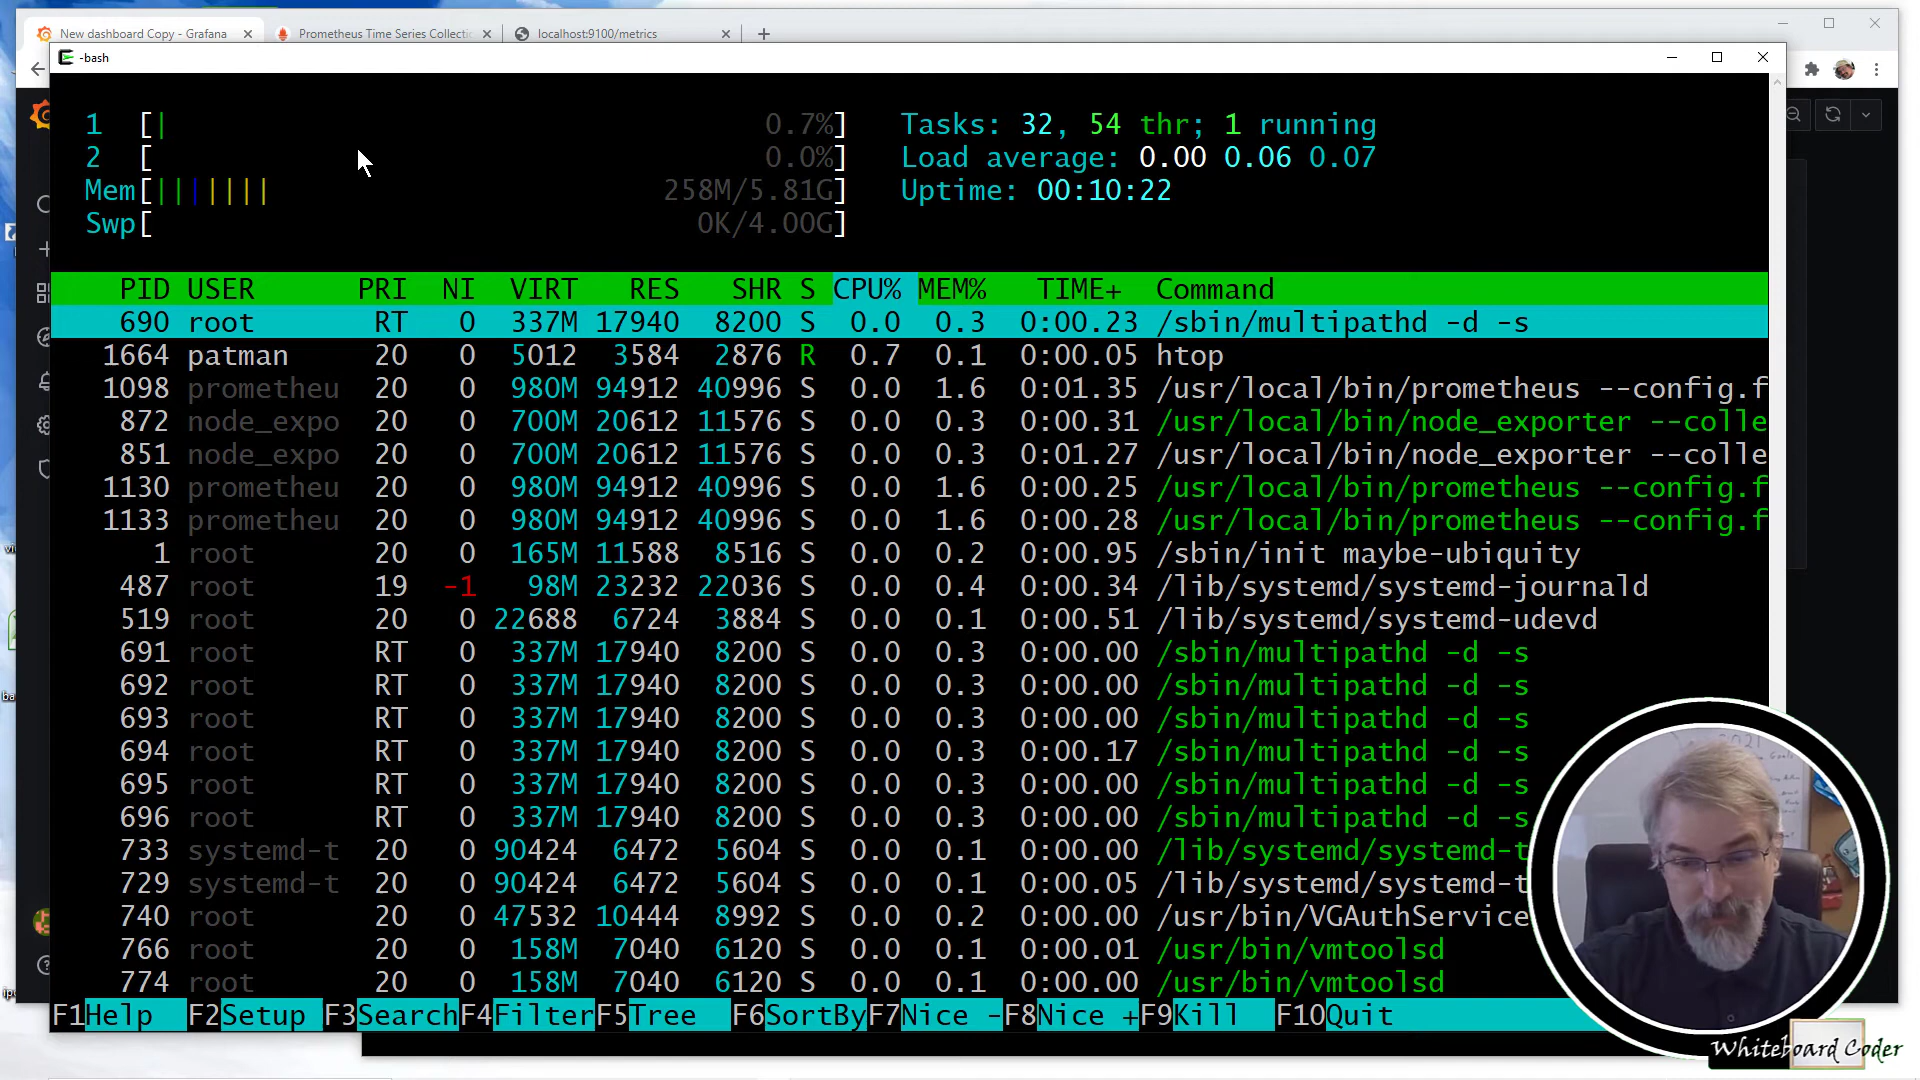 New dashboard Copy - Grafana
Prometheus Time Series Collectio
localhost:9100/metrics
-bash
1 [| 0.7%]
2 [ 0.0%]
Mem[||||||| 258M/5.81G]
Swp[ 0K/4.00G]
Tasks: 32, 54 thr; 1 running
Load average: 0.00 0.06 0.07
Uptime: 00:10:22
PID USER PRI NI VIRT RES SHR S CPU% MEM% TIME+ Command
690 root RT 0 337M 17940 8200 S 0.0 0.3 0:00.23 /sbin/multipathd -d -s
1664 patman 20 0 5012 3584 2876 R 0.7 0.1 0:00.05 htop
1098 prometheu 20 0 980M 94912 40996 S 0.0 1.6 0:01.35 /usr/local/bin/prometheus --config.f
872 node_expo 20 0 700M 20612 11576 S 0.0 0.3 0:00.31 /usr/local/bin/node_exporter --colle
851 node_expo 20 0 700M 20612 11576 S 0.0 0.3 0:01.27 /usr/local/bin/node_exporter --colle
1130 prometheu 20 0 980M 94912 40996 S 0.0 1.6 0:00.25 /usr/local/bin/prometheus --config.f
1133 prometheu 20 0 980M 94912 40996 S 0.0 1.6 0:00.28 /usr/local/bin/prometheus --config.f
1 root 20 0 165M 11588 8516 S 0.0 0.2 0:00.95 /sbin/init maybe-ubiquity
487 root 19 -1 98M 23232 22036 S 0.0 0.4 0:00.34 /lib/systemd/systemd-journald
519 root 20 0 22688 6724 3884 S 0.0 0.1 0:00.51 /lib/systemd/systemd-udevd
691 root RT 0 337M 17940 8200 S 0.0 0.3 0:00.00 /sbin/multipathd -d -s
692 root RT 0 337M 17940 8200 S 0.0 0.3 0:00.00 /sbin/multipathd -d -s
693 root RT 0 337M 17940 8200 S 0.0 0.3 0:00.00 /sbin/multipathd -d -s
694 root RT 0 337M 17940 8200 S 0.0 0.3 0:00.17 /sbin/multipathd -d -s
695 root RT 0 337M 17940 8200 S 0.0 0.3 0:00.00 /sbin/multipathd -d -s
696 root RT 0 337M 17940 8200 S 0.0 0.3 0:00.00 /sbin/multipathd -d -s
733 systemd-t 20 0 90424 6472 5604 S 0.0 0.1 0:00.00 /lib/systemd/systemd-t
729 systemd-t 20 0 90424 6472 5604 S 0.0 0.1 0:00.05 /lib/systemd/systemd-t
740 root 20 0 47532 10444 8992 S 0.0 0.2 0:00.00 /usr/bin/VGAuthService
766 root 20 0 158M 7040 6120 S 0.0 0.1 0:00.01 /usr/bin/vmtoolsd
774 root 20 0 158M 7040 6120 S 0.0 0.1 0:00.00 /usr/bin/vmtoolsd
F1Help F2Setup F3SearchF4FilterF5Tree F6SortByF7Nice -F8Nice +F9Kill F10Quit
2021
Goals
Whiteboard Coder